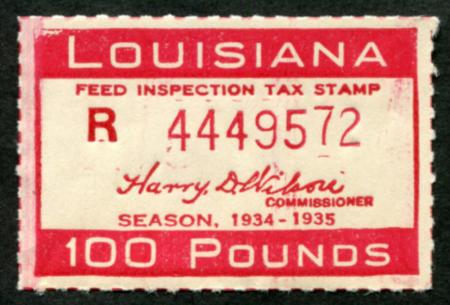 LOUISIANA
FEED INSPECTION TAX STAMP
R 4449572
Harry. D. Wilson
COMMISSIONER
SEASON, 1934-1935
100 POUNDS